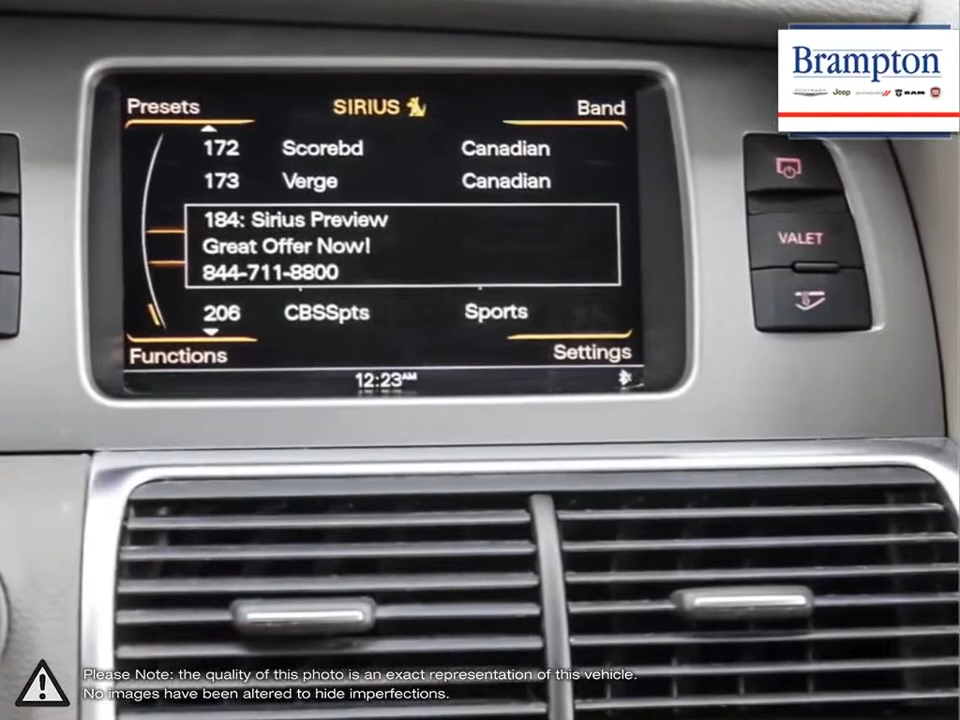 Brampton
Jeep
RAM
Presets SIRIUS Band
172 Scorebd Canadian
173 Verge Canadian
184: Sirius Preview
Great Offer Now!
844-711-8800
206 CBSSpts Sports
Functions Settings
12:23AM
VALET
Please Note: the quality of this photo is an exact representation of this vehicle.
No images have been altered to hide imperfections.